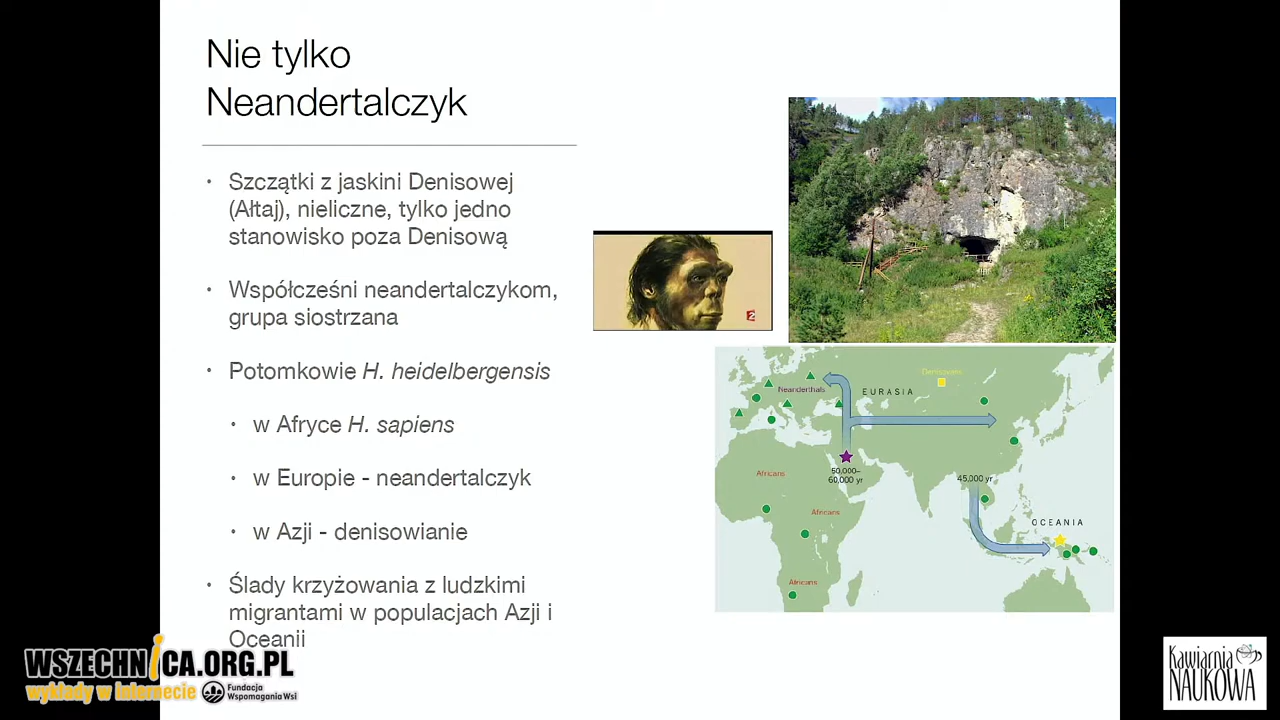 Nie tylko
Neandertalczyk
• Szczątki z jaskini Denisowej
(Ałtaj), nieliczne, tylko jedno
stanowisko poza Denisową
• Współcześni neandertalczykom,
grupa siostrzana
• Potomkowie H. heidelbergensis
• w Afryce H. sapiens
• w Europie - neandertalczyk
• w Azji - denisowianie
• Ślady krzyżowania z ludzkimi
migrantami w populacjach Azji i
Oceanii
2
Denisovans
Neanderthals
EURASIA
Africans
50,000–
60,000 yr
45,000 yr
Africans
OCEANIA
Africans
WSZECHNICA.ORG.PL
wykłady w internecie
Fundacja
Wspomagania Wsi
Kawiarnia
NAUKOWA